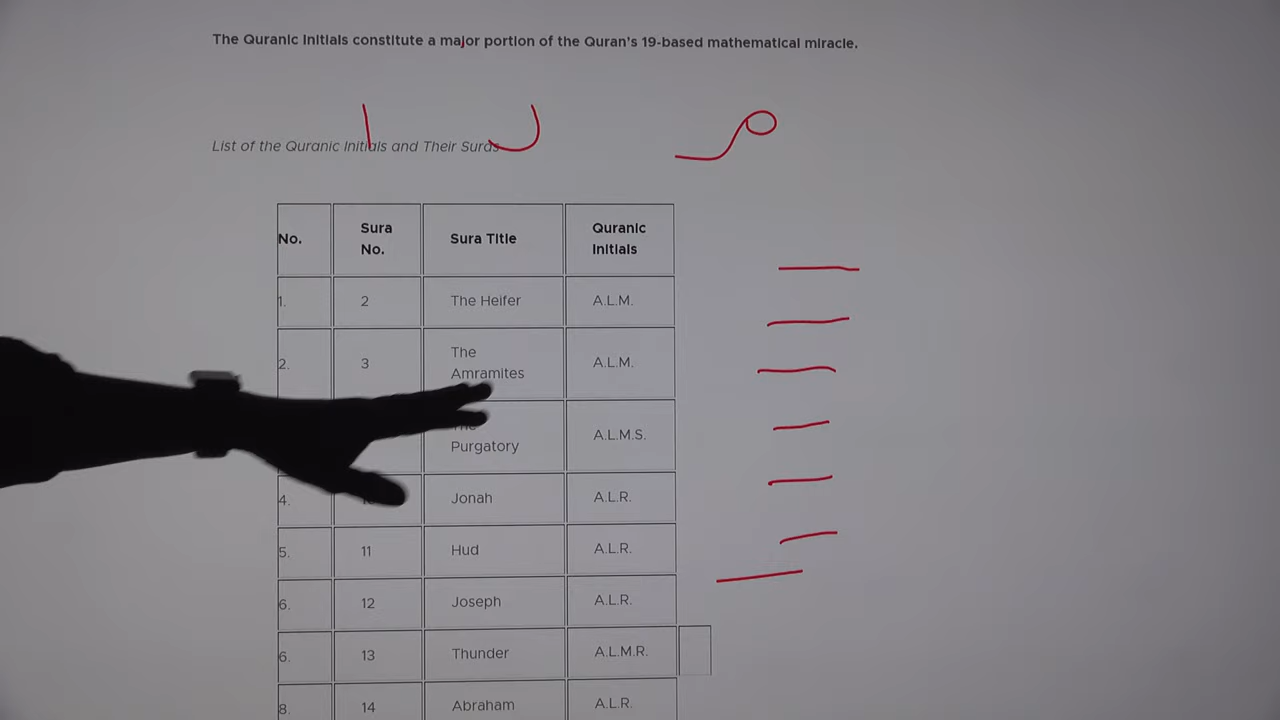 The Quranic Initials constitute a major portion of the Quran's 19-based mathematical miracle.
ا ل م
List of the Quranic Initials and Their Suras
No. Sura No. Sura Title Quranic Initials
1. 2 The Heifer A.L.M.
2. 3 The Amramites A.L.M.
Purgatory A.L.M.S.
4. Jonah A.L.R.
5. 11 Hud A.L.R.
6. 12 Joseph A.L.R.
6. 13 Thunder A.L.M.R.
8. 14 Abraham A.L.R.